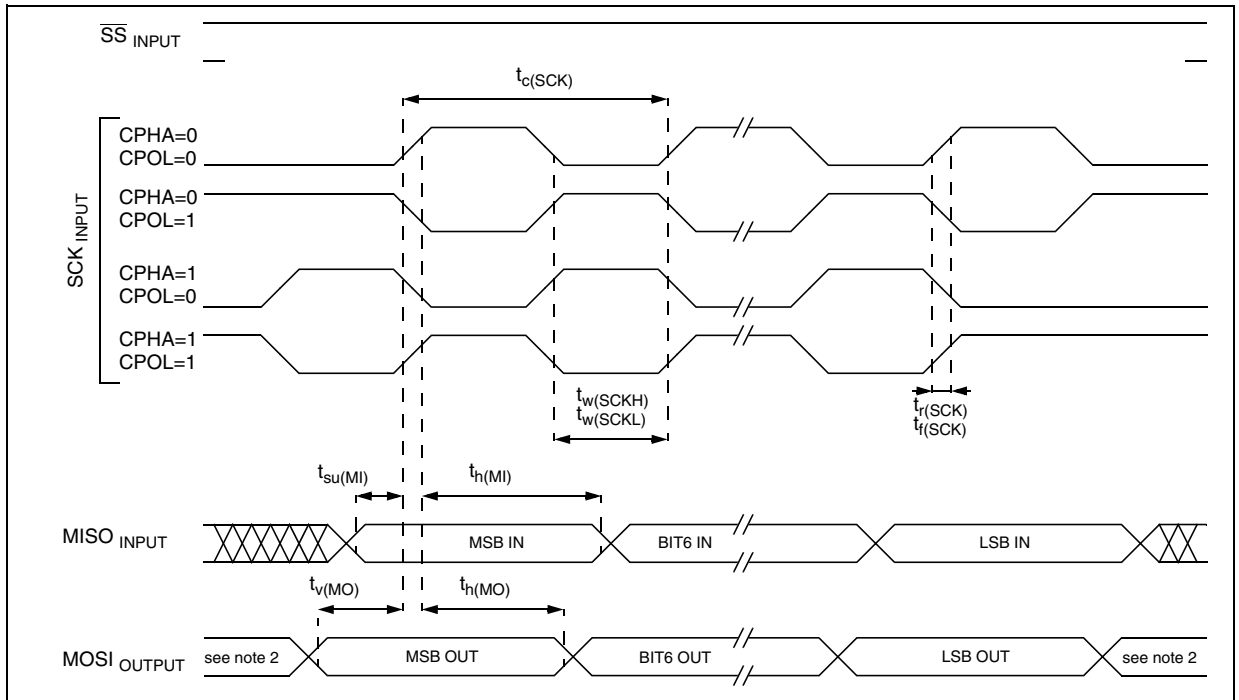 SS INPUT
tc(SCK)
SCK INPUT
CPHA=0
CPOL=0
CPHA=0
CPOL=1
CPHA=1
CPOL=0
CPHA=1
CPOL=1
tw(SCKH)
tw(SCKL)
tr(SCK)
tf(SCK)
tsu(MI)
th(MI)
MISO INPUT
MSB IN
BIT6 IN
LSB IN
tv(MO)
th(MO)
MOSI OUTPUT
see note 2
MSB OUT
BIT6 OUT
LSB OUT
see note 2